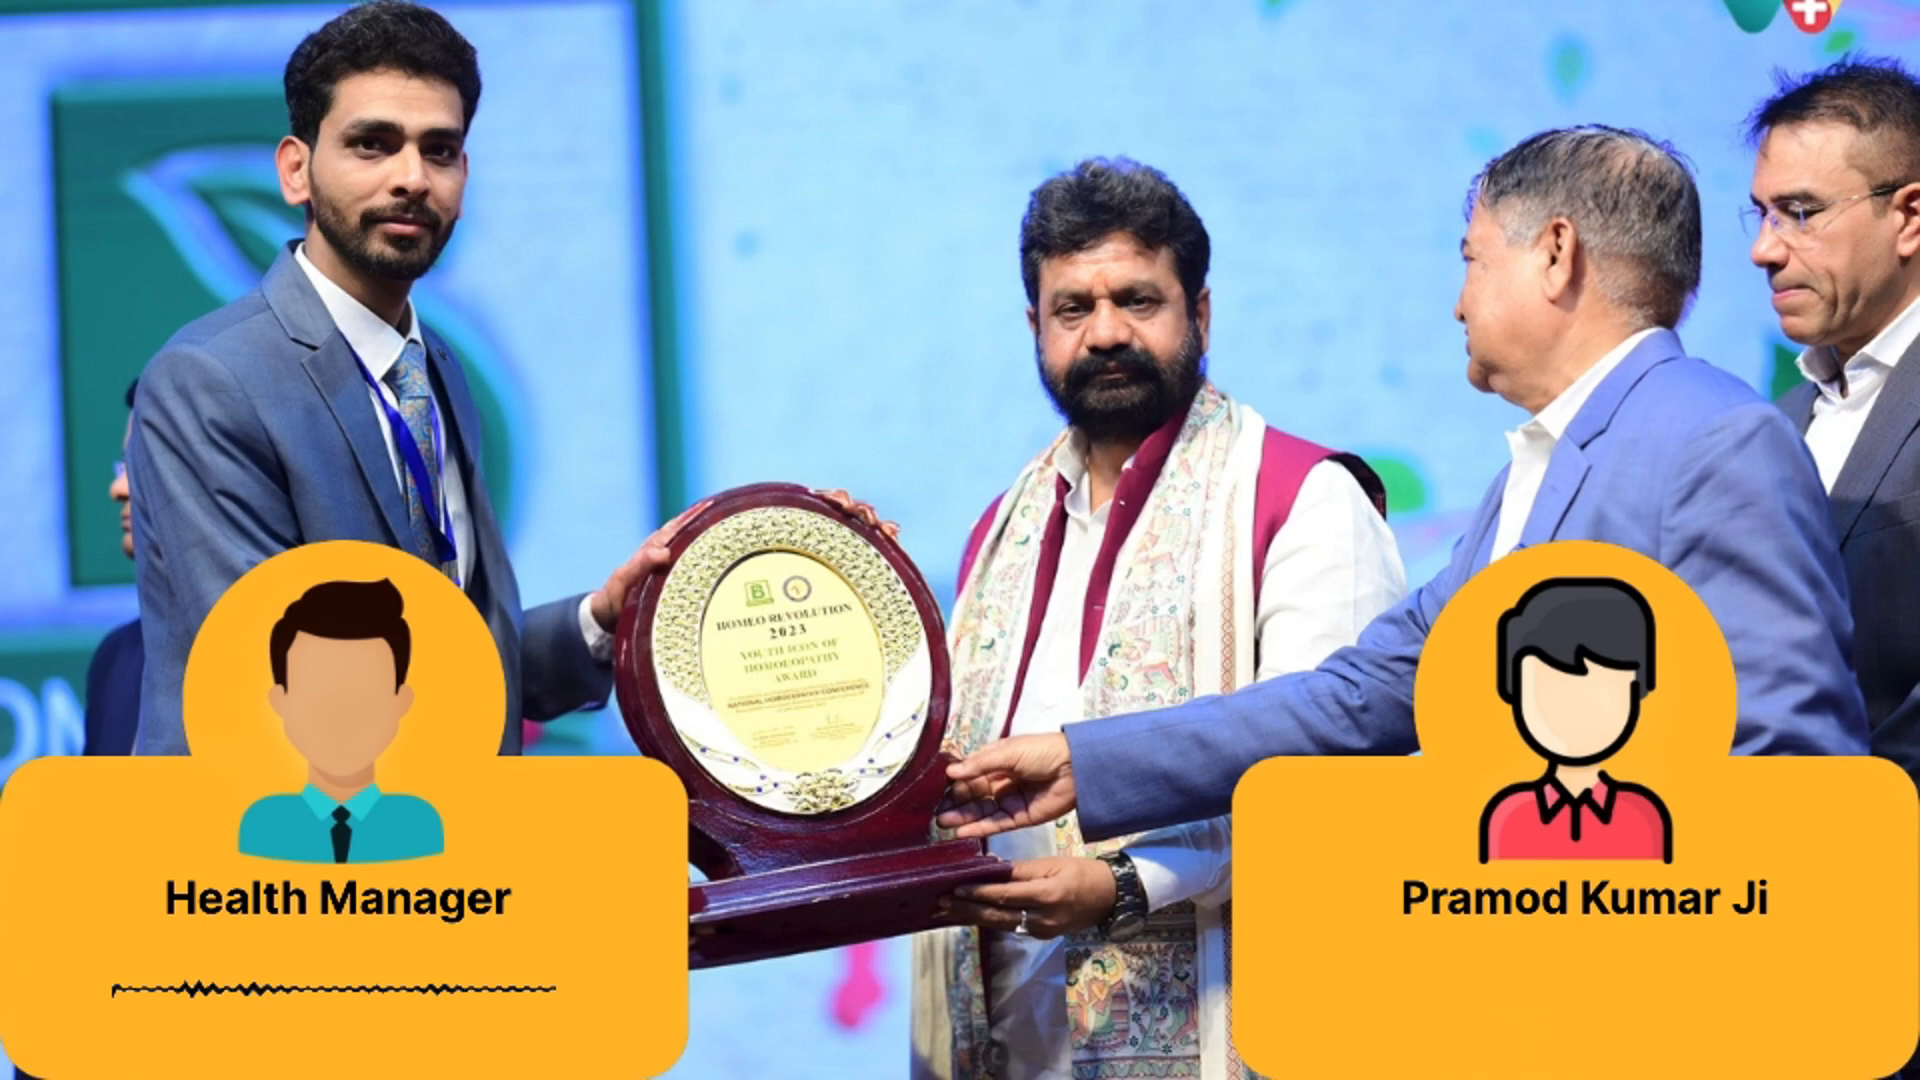 B
HOMEO REVOLUTION
2023
YOUTH ICON OF
HOMOEOPATHY
AWARD
NATIONAL HOMOEOPATHY CONFERENCE
Health Manager
Pramod Kumar Ji